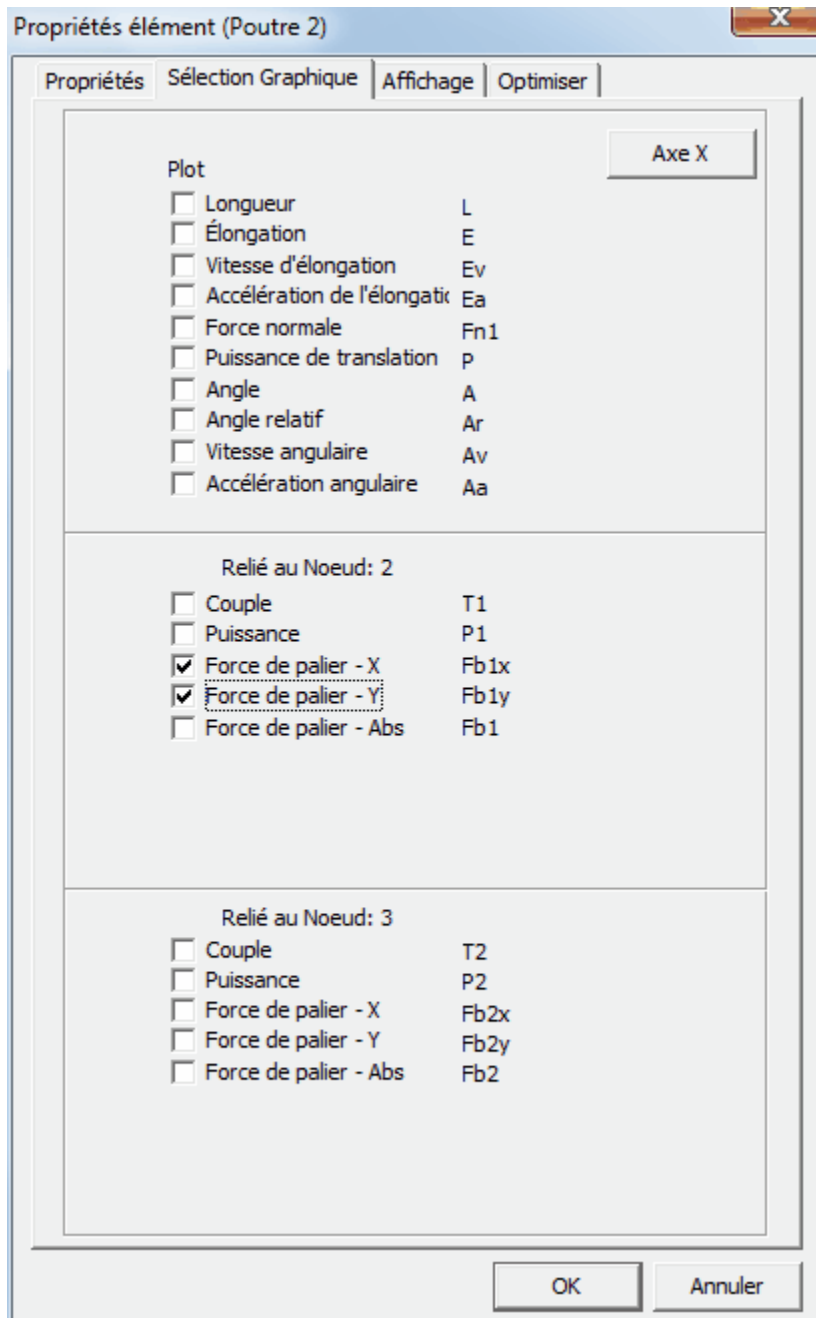 Propriétés élément (Poutre 2)
x
Propriétés Sélection Graphique Affichage Optimiser
Axe X
Plot
Longueur L
Élongation E
Vitesse d'élongation Ev
Accélération de l'élongatic Ea
Force normale Fn1
Puissance de translation P
Angle A
Angle relatif Ar
Vitesse angulaire Av
Accélération angulaire Aa
Relié au Noeud: 2
Couple T1
Puissance P1
Force de palier - X Fb1x
Force de palier - Y Fb1y
Force de palier - Abs Fb1
Relié au Noeud: 3
Couple T2
Puissance P2
Force de palier - X Fb2x
Force de palier - Y Fb2y
Force de palier - Abs Fb2
OK Annuler